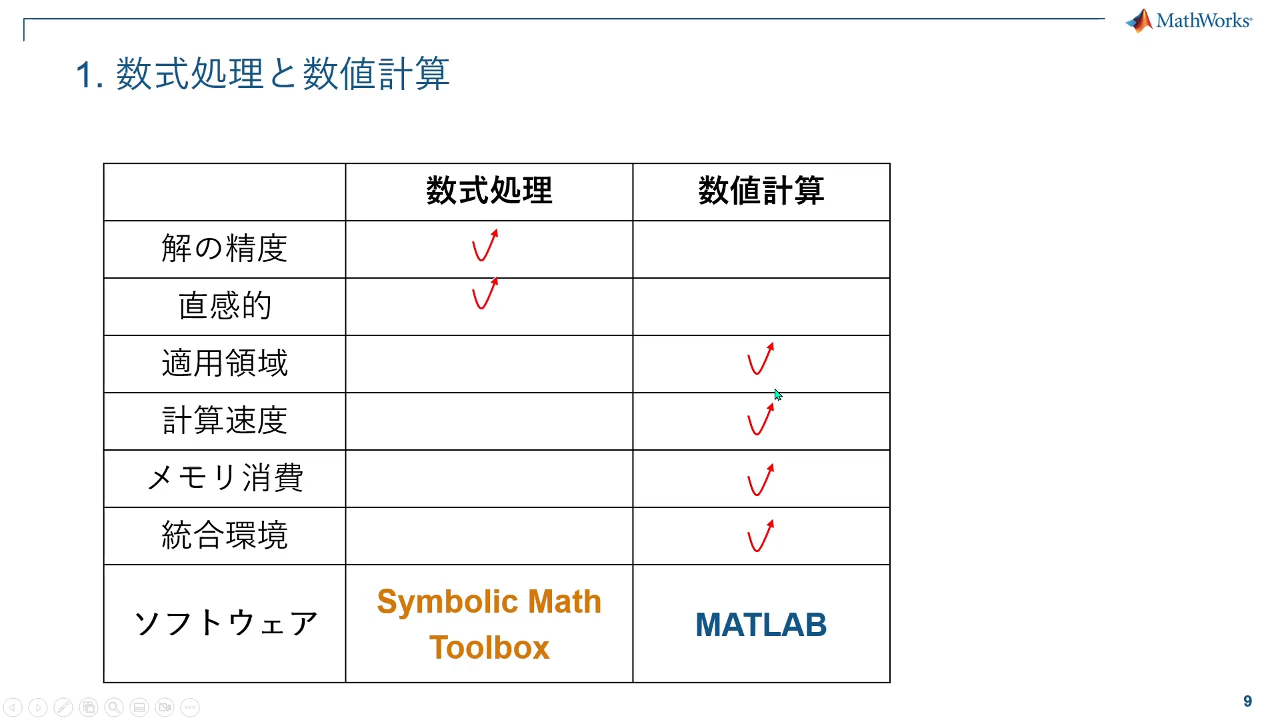 MathWorks
1. 数式処理と数値計算
数式処理 数値計算
解の精度
直感的
適用領域
計算速度
メモリ消費
統合環境
ソフトウェア Symbolic Math Toolbox MATLAB
9